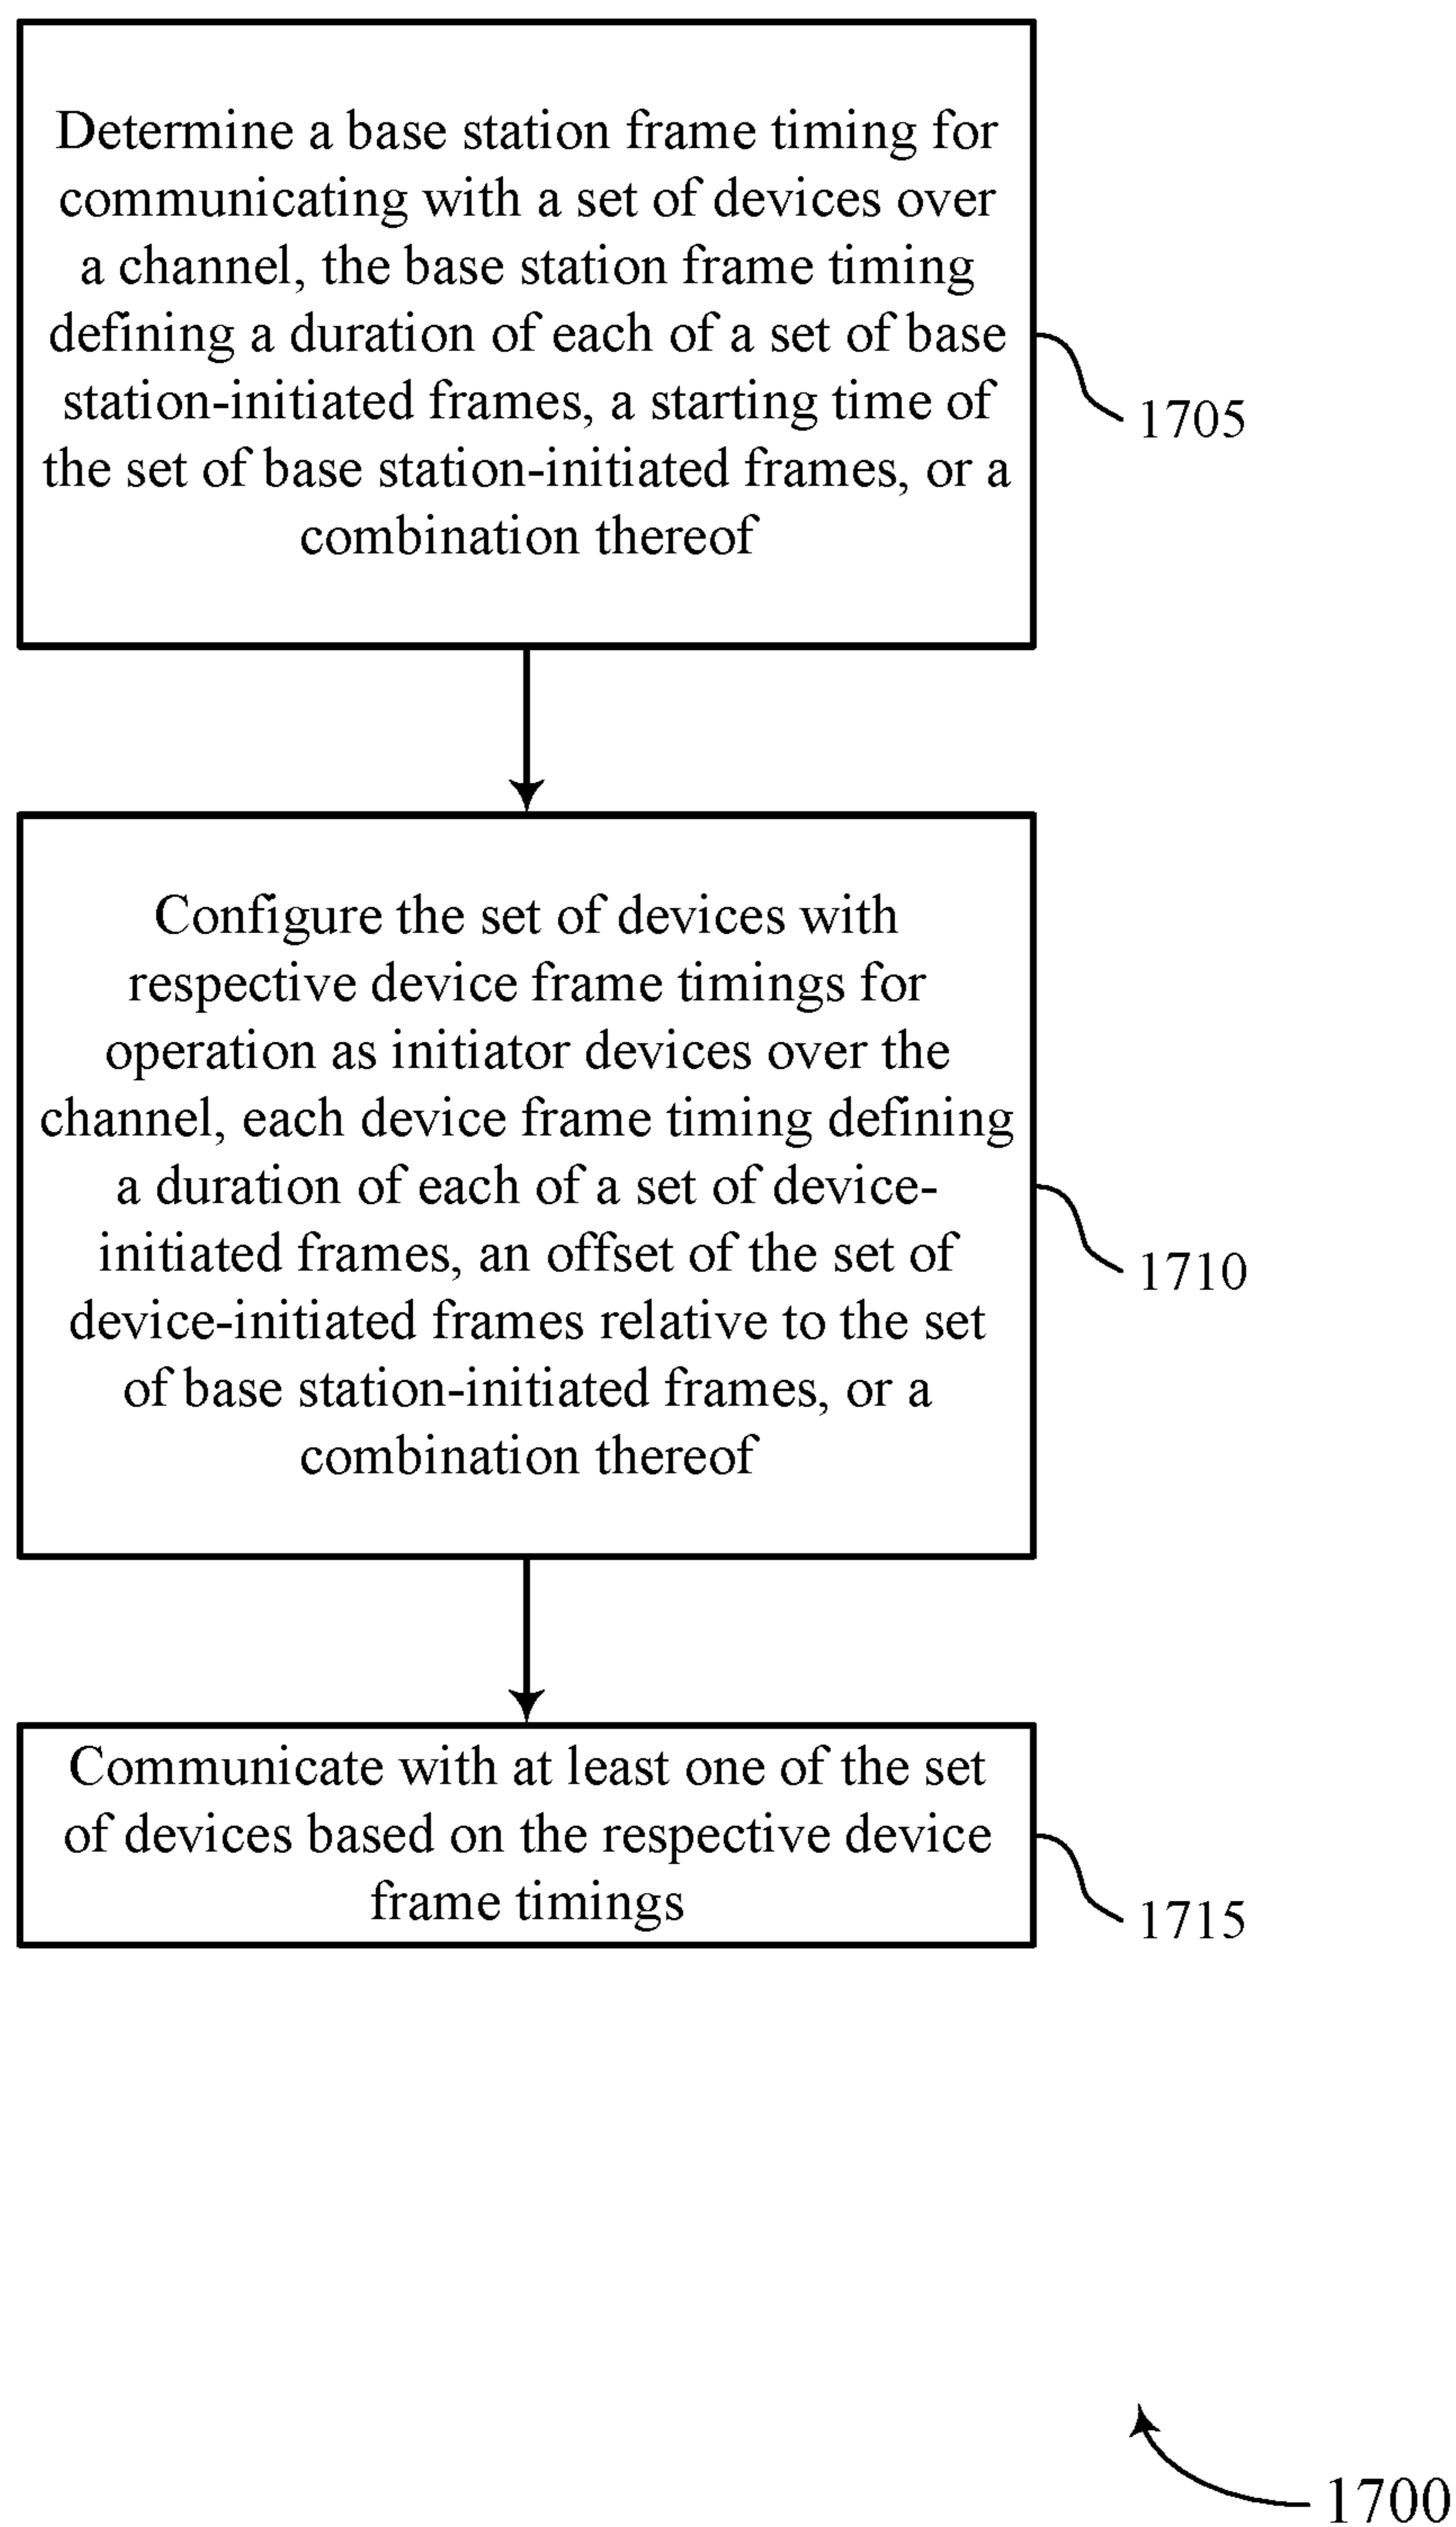 Determine a base station frame timing for
communicating with a set of devices over
a channel, the base station frame timing
defining a duration of each of a set of base
station-initiated frames, a starting time of
the set of base station-initiated frames, or a
combination thereof
1705
Configure the set of devices with
respective device frame timings for
operation as initiator devices over the
channel, each device frame timing defining
a duration of each of a set of device-
initiated frames, an offset of the set of
device-initiated frames relative to the set
of base station-initiated frames, or a
combination thereof
1710
Communicate with at least one of the set
of devices based on the respective device
frame timings
1715
1700